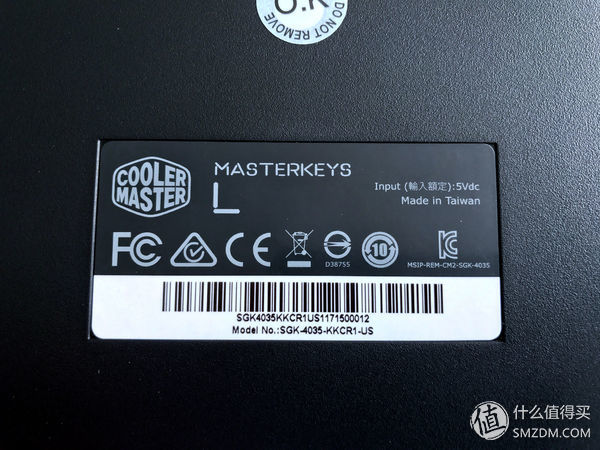 O.K
DO NOT REMOVE
COOLER
MASTER
MASTERKEYS
L
Input (輸入額定):5Vdc
Made in Taiwan
FC
CE
D38755
10
MSIP-REM-CM2-SGK-4035
SGK4035KKCR1US1171500012
Model No.:SGK-4035-KKCR1-US
值 什么值得买
SMZDM.COM